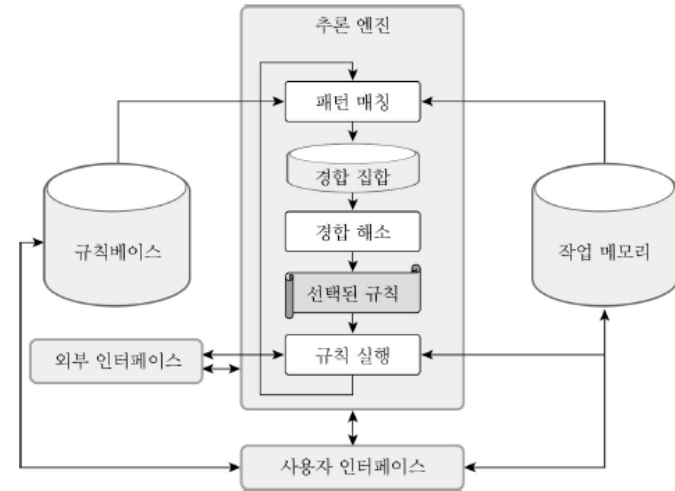 추론 엔진
패턴 매칭
경합 집합
규칙베이스
경합 해소
작업 메모리
선택된 규칙
외부 인터페이스
규칙 실행
사용자 인터페이스